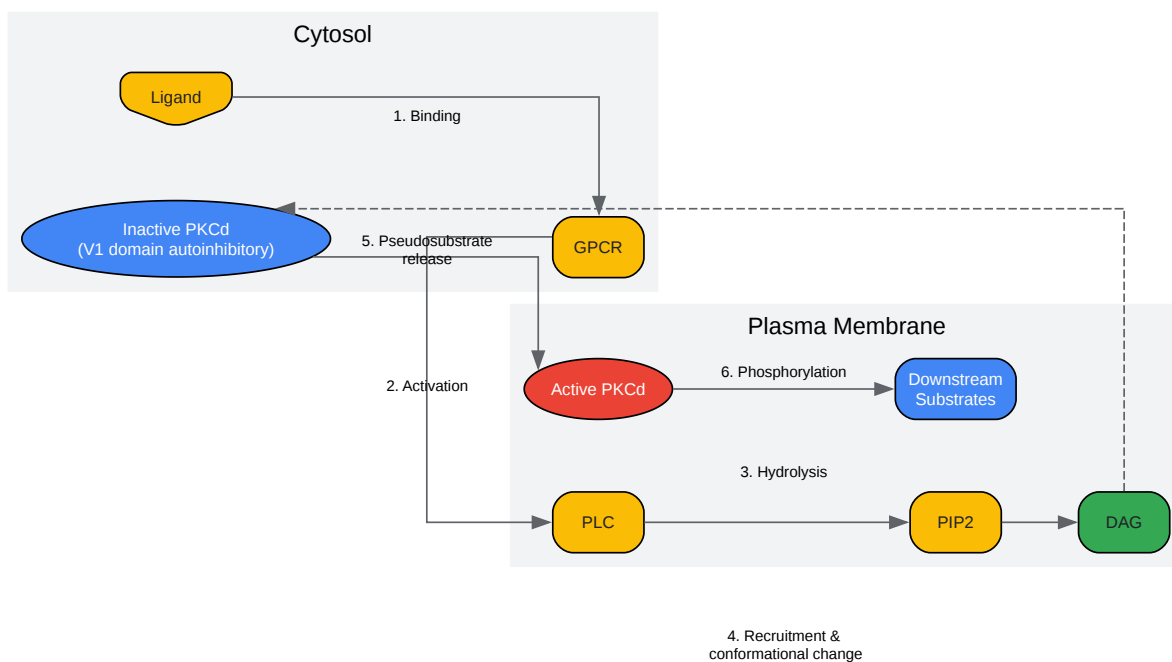 Cytosol
Ligand
1. Binding
Inactive PKCd
(V1 domain autoinhibitory)
5. Pseudosubstrate
release
GPCR
Plasma Membrane
2. Activation
Active PKCd
6. Phosphorylation
Downstream
Substrates
3. Hydrolysis
PLC
PIP2
DAG
4. Recruitment &
conformational change